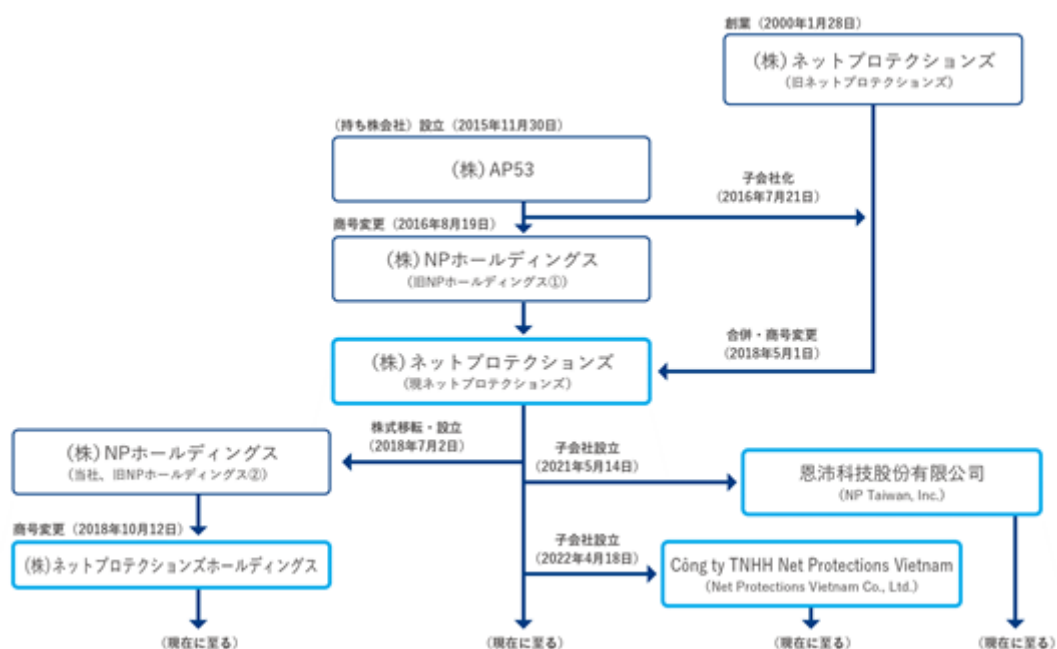 創業（2000年1月28日）
（株）ネットプロテクションズ
（旧ネットプロテクションズ）
（持ち株会社）設立（2015年11月30日）
（株）AP53
子会社化
（2016年7月21日）
商号変更（2016年8月19日）
（株）NPホールディングス
（旧NPホールディングス①）
合併・商号変更
（2018年5月1日）
（株）ネットプロテクションズ
（現ネットプロテクションズ）
株式移転・設立
（2018年7月2日）
（株）NPホールディングス
（当社、旧NPホールディングス②）
子会社設立
（2021年5月14日）
恩沛科技股份有限公司
（NP Taiwan, Inc.）
商号変更（2018年10月12日）
（株）ネットプロテクションズホールディングス
子会社設立
（2022年4月18日）
Công ty TNHH Net Protections Vietnam
（Net Protections Vietnam Co., Ltd.）
（現在に至る）
（現在に至る）
（現在に至る）
（現在に至る）